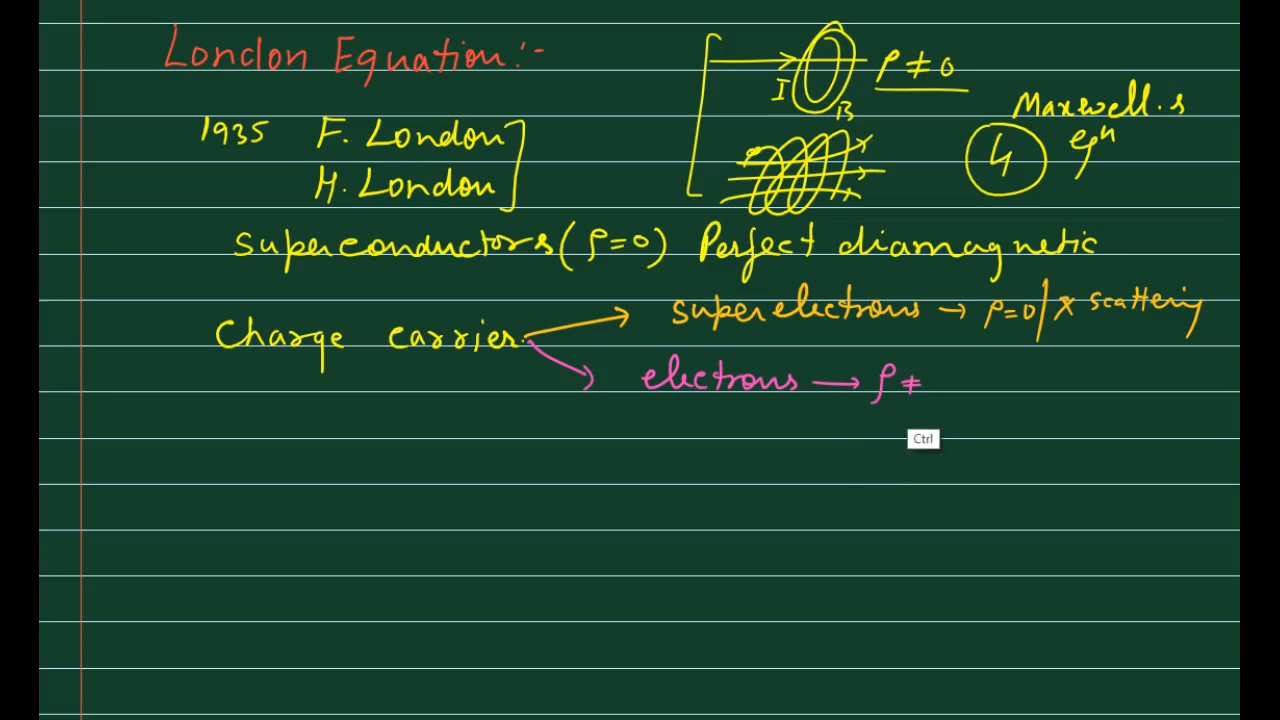 London Equation :-
I B ρ ≠ 0
Maxwell's
4 eqⁿ
1935 F. London
H. London
Superconductors (ρ=0) Perfect diamagnetic
Charge carrier
superelectrons → ρ=0 / × scattering
electrons → ρ ≠
Ctrl